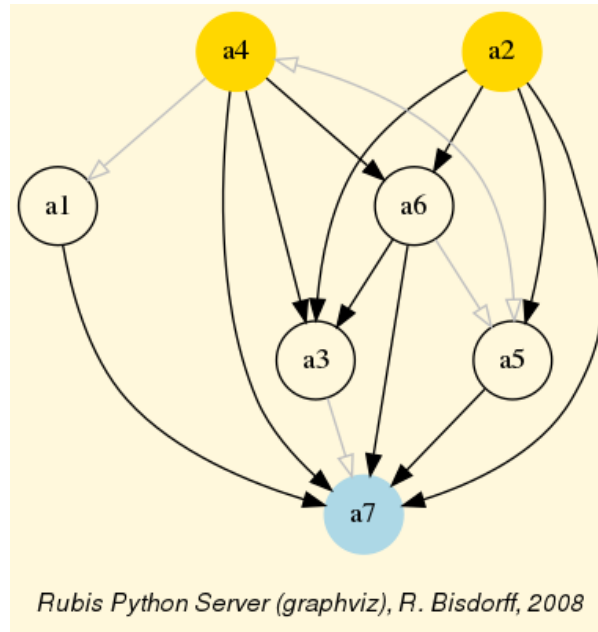 a4 a2
a1 a6
a3 a5
a7
Rubis Python Server (graphviz), R. Bisdorff, 2008